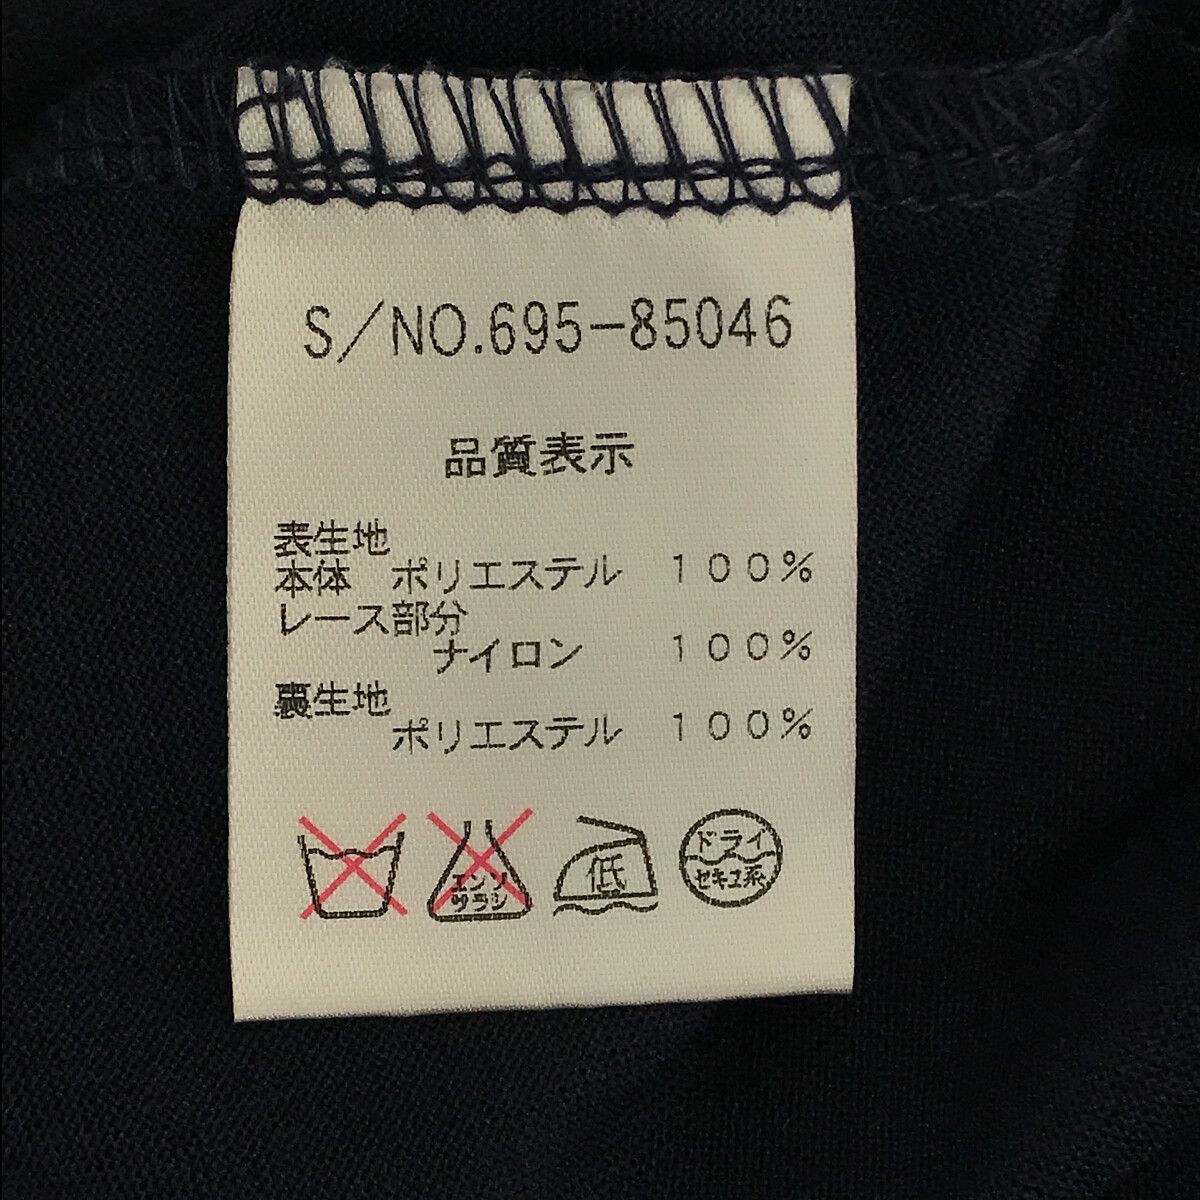 S/NO.695-85046
品質表示
表生地
本体 ポリエステル 100%
レース部分
ナイロン 100%
裏生地
ポリエステル 100%
エンソ
サラシ
低
ドライ
セキユ系